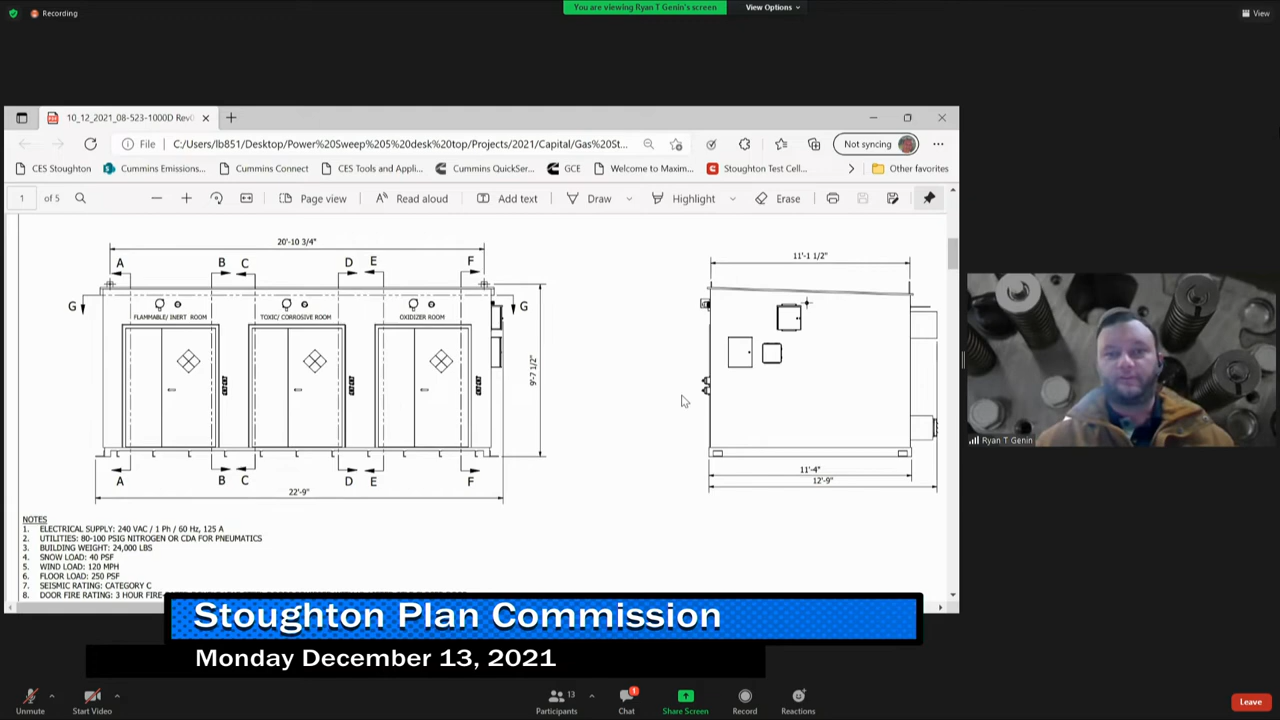 Recording
You are viewing Ryan T Genin's screen
View Options
View
10_12_2021_08-523-1000D Rev
File
C:/Users/lb851/Desktop/Power%20Sweep%205%20desk%20top/Projects/2021/Capital/Gas%20St...
Not syncing
CES Stoughton
Cummins Emissions...
Cummins Connect
CES Tools and Appli...
Cummins QuickSer...
GCE
Welcome to Maxim...
Stoughton Test Cell...
Other favorites
1 of 5
Page view
Read aloud
Add text
Draw
Highlight
Erase
20'-10 3/4"
11'-1 1/2"
A B C D E F
G G
FLAMMABLE/ INERT ROOM
TOXIC/ CORROSIVE ROOM
OXIDIZER ROOM
9'-7 1/2"
A B C D E F
22'-9"
11'-4"
12'-9"
Ryan T Genin
NOTES
1. ELECTRICAL SUPPLY: 240 VAC / 1 Ph / 60 Hz, 125 A
2. UTILITIES: 80-100 PSIG NITROGEN OR CDA FOR PNEUMATICS
3. BUILDING WEIGHT: 24,000 LBS
4. SNOW LOAD: 40 PSF
5. WIND LOAD: 120 MPH
6. FLOOR LOAD: 250 PSF
7. SEISMIC RATING: CATEGORY C
8. DOOR FIRE RATING: 3 HOUR FIRE
Stoughton Plan Commission
Monday December 13, 2021
Unmute
Start Video
13
Participants
1
Chat
Share Screen
Record
Reactions
Leave